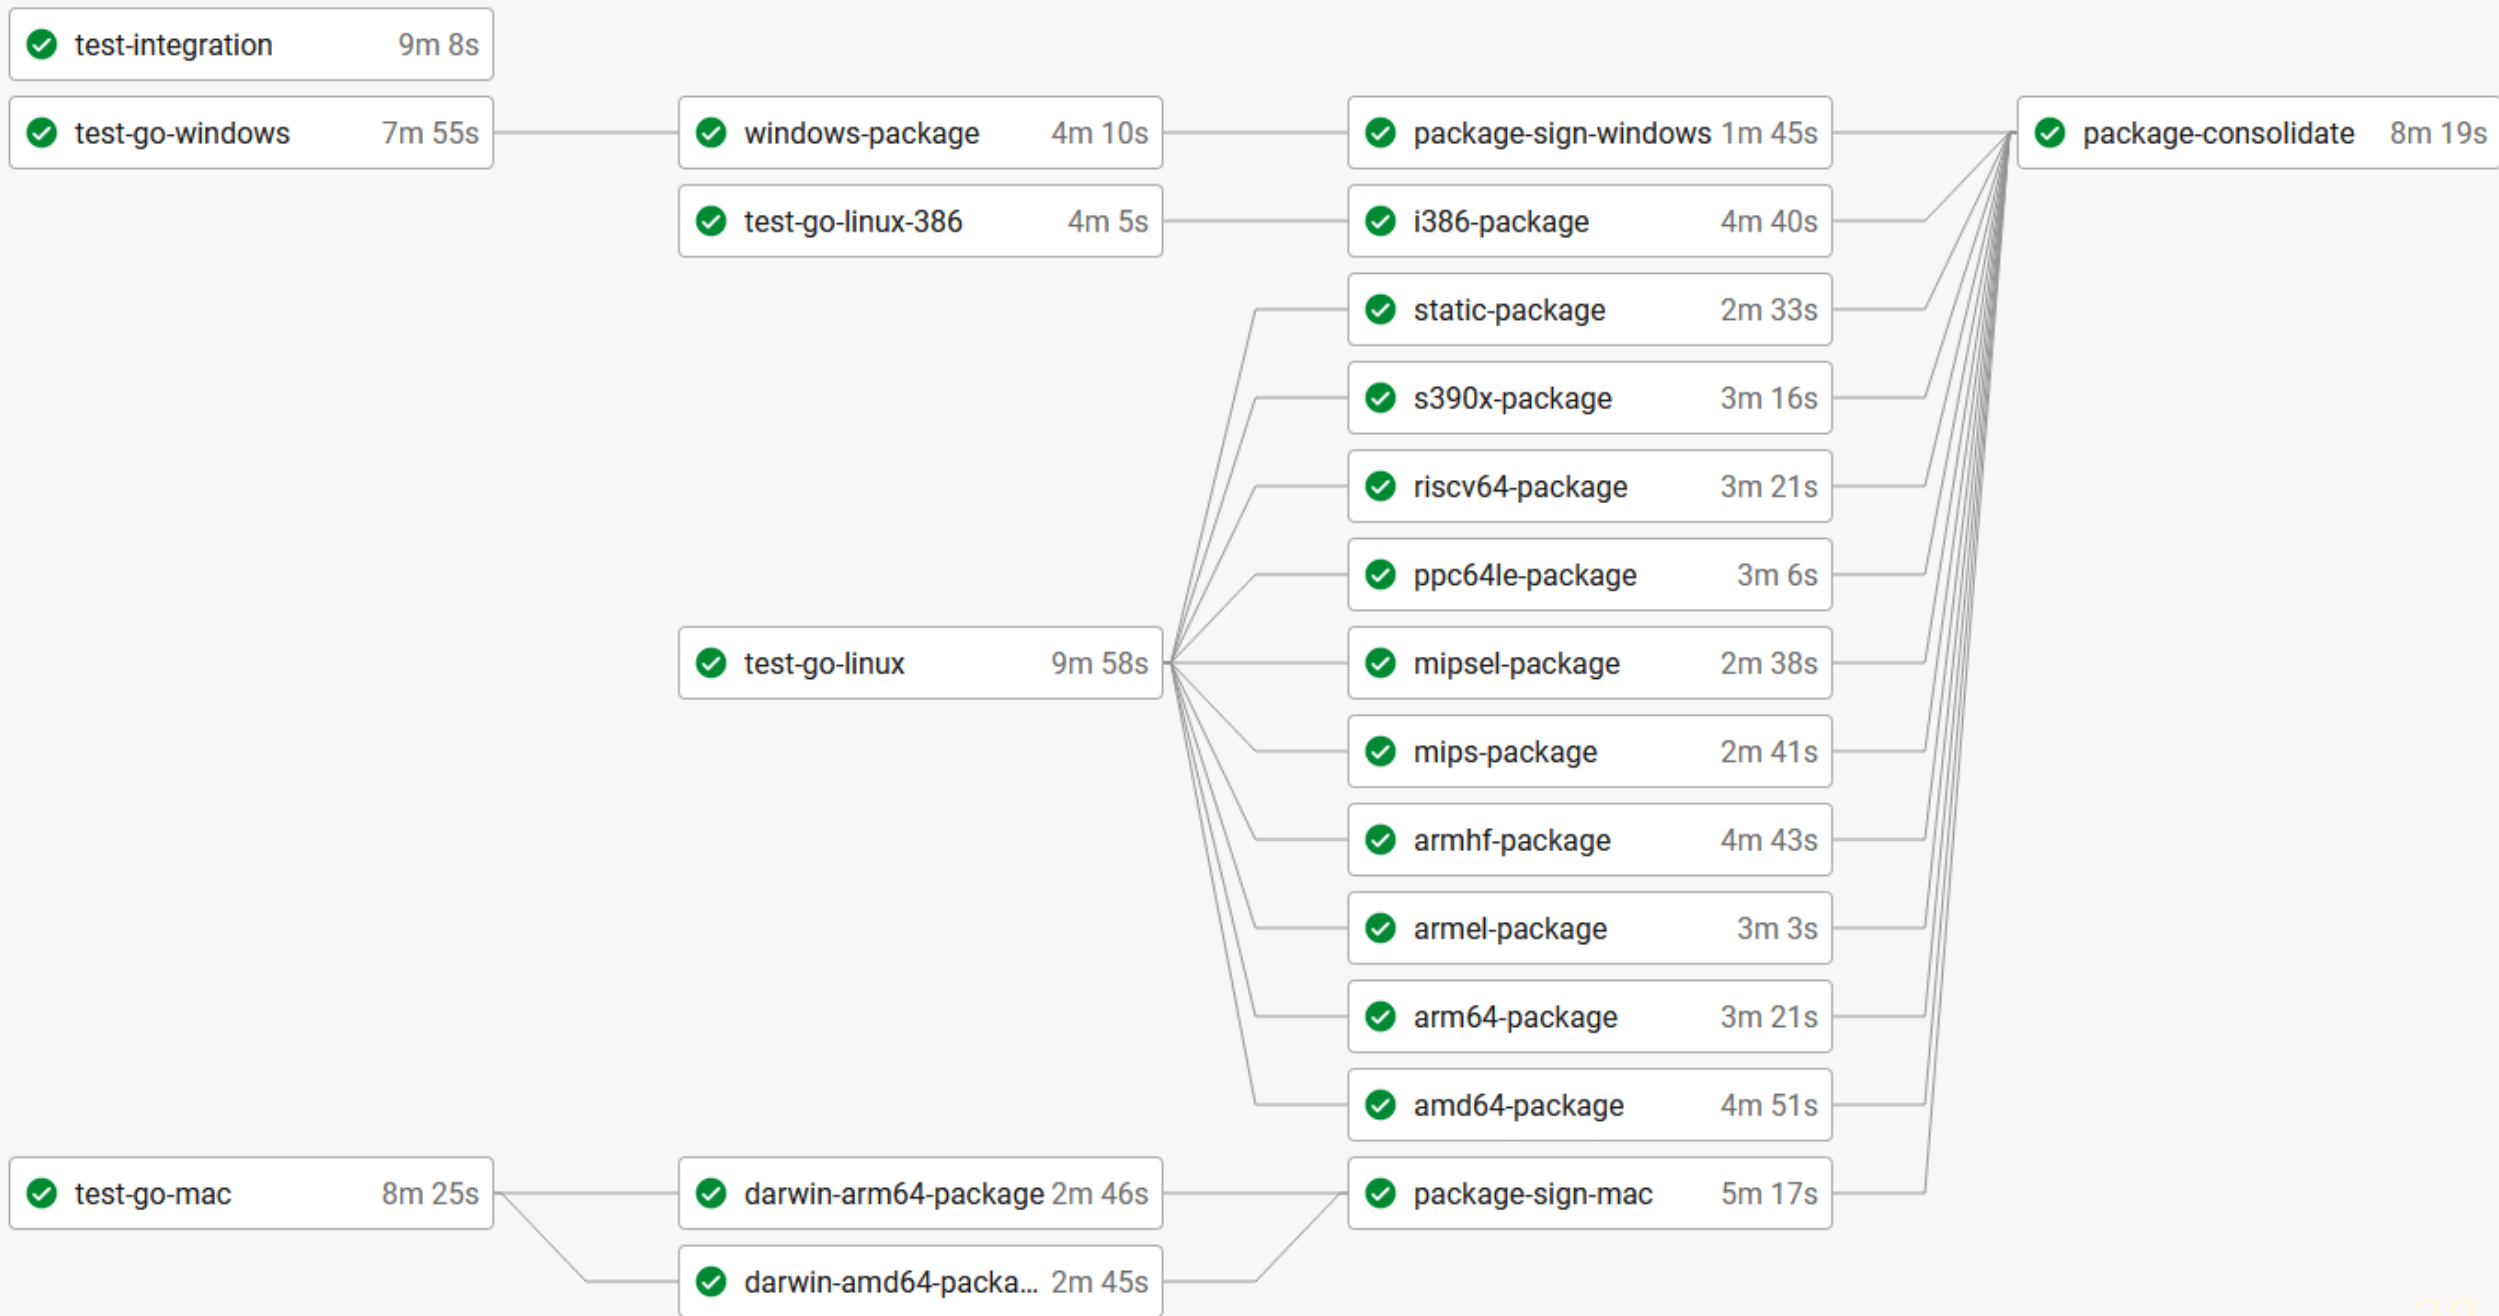 test-integration 9m 8s
test-go-windows 7m 55s
windows-package 4m 10s
package-sign-windows 1m 45s
package-consolidate 8m 19s
test-go-linux-386 4m 5s
i386-package 4m 40s
static-package 2m 33s
s390x-package 3m 16s
riscv64-package 3m 21s
ppc64le-package 3m 6s
test-go-linux 9m 58s
mipsel-package 2m 38s
mips-package 2m 41s
armhf-package 4m 43s
armel-package 3m 3s
arm64-package 3m 21s
amd64-package 4m 51s
test-go-mac 8m 25s
darwin-arm64-package 2m 46s
package-sign-mac 5m 17s
darwin-amd64-packa... 2m 45s